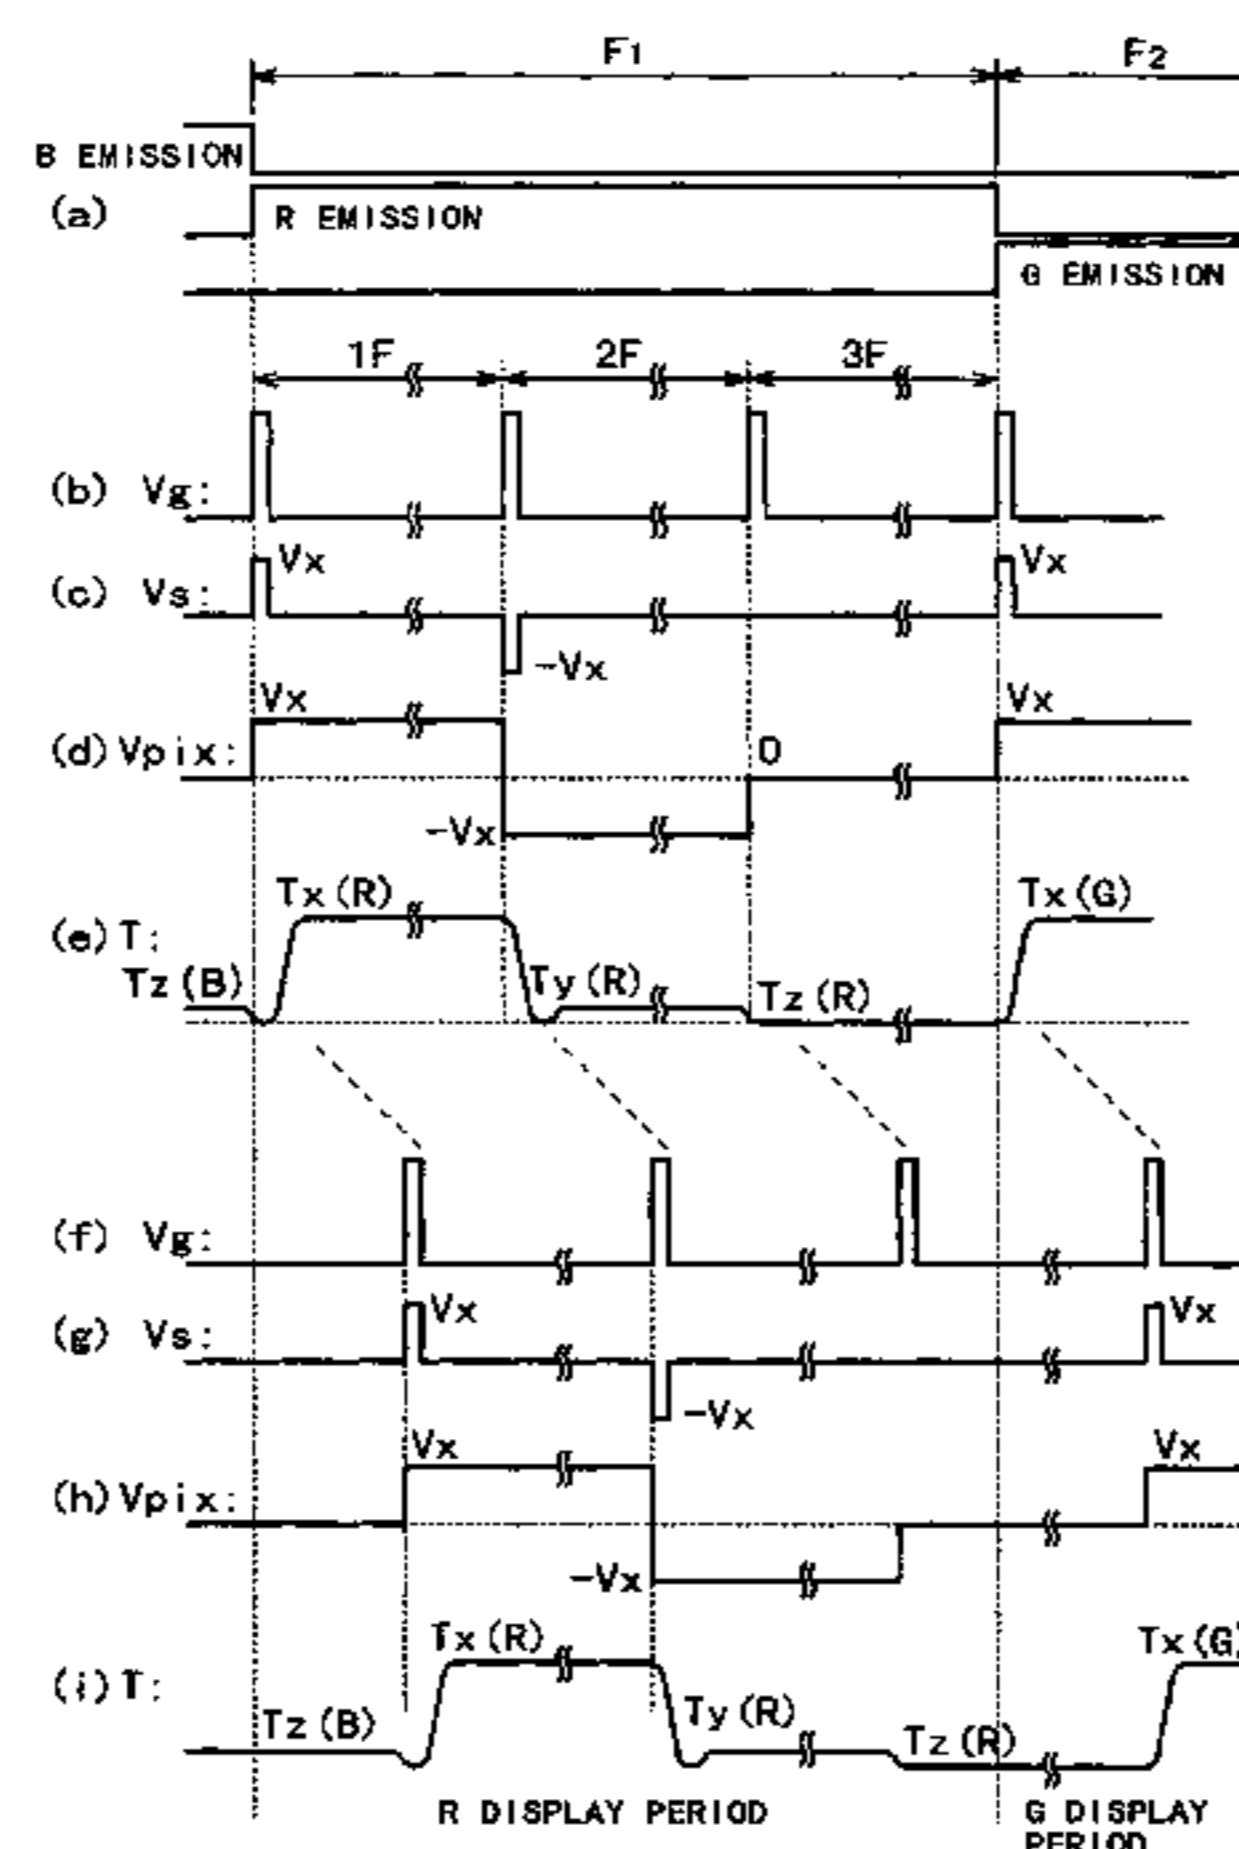 F1 F2
B EMISSION
(a) R EMISSION
G EMISSION
1F 2F 3F
(b) Vg:
Vx Vx
(c) Vs:
-Vx
Vx Vx
(d) Vpix: 0
-Vx
Tx(R) Tx(G)
(e) T:
Tz(B) Ty(R) Tz(R)
(f) Vg:
Vx Vx
(g) Vs:
-Vx
Vx Vx
(h) Vpix:
-Vx
Tx(R) Tx(G)
(i) T:
Tz(B) Ty(R) Tz(R)
R DISPLAY PERIOD G DISPLAY
PERIOD